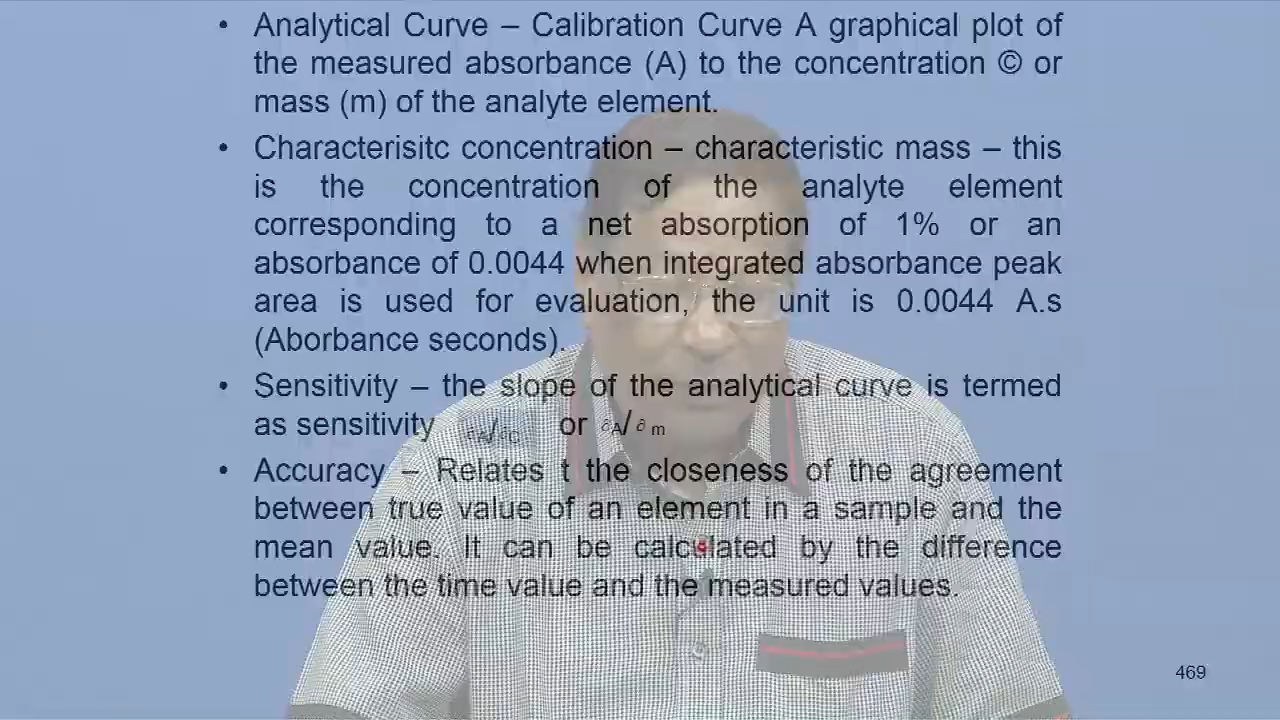 • Analytical Curve – Calibration Curve A graphical plot of
the measured absorbance (A) to the concentration © or
mass (m) of the analyte element.
• Characterisitc concentration – characteristic mass – this
is the concentration of the analyte element
corresponding to a net absorption of 1% or an
absorbance of 0.0044 when integrated absorbance peak
area is used for evaluation, the unit is 0.0044 A.s
(Aborbance seconds).
• Sensitivity – the slope of the analytical curve is termed
as sensitivity ∂A/∂C or ∂A/∂ m
• Accuracy – Relates t the closeness of the agreement
between true value of an element in a sample and the
mean value. It can be calculated by the difference
between the time value and the measured values.
469